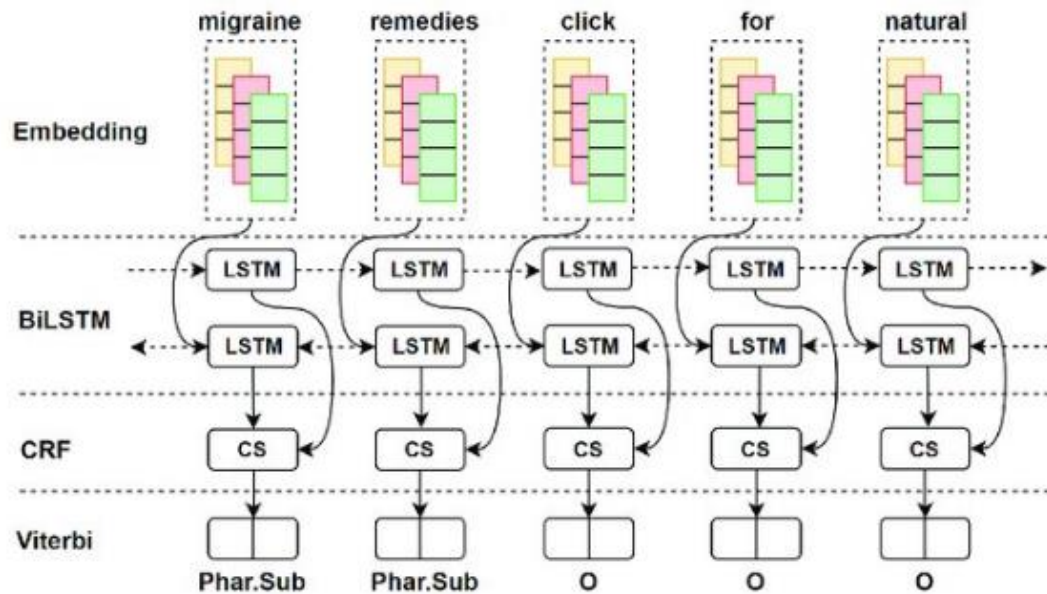 migraine remedies click for natural
Embedding
LSTM LSTM LSTM LSTM LSTM
BiLSTM
LSTM LSTM LSTM LSTM LSTM
CRF CS CS CS CS CS
Viterbi
Phar.Sub Phar.Sub O O O